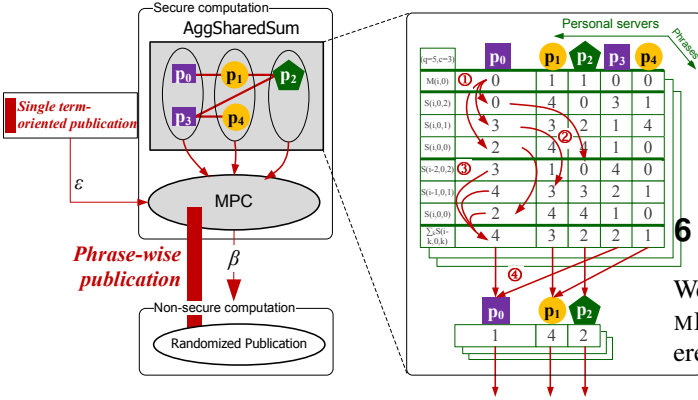 Secure computation
AggSharedSum
p0 p1 p2
p3 p4
Single term-
oriented publication
ε
MPC
Phrase-wise
publication
β
Non-secure computation
Randomized Publication
Personal servers
Phrases
(q=5,c=3) p0 p1 p2 p3 p4
M(i,0) ① 0 1 1 0 0
S(i,0,2) 0 4 0 3 1
S(i,0,1) 3 3 2 1 4
②
S(i,0,0) 2 4 4 1 0
S(i-2,0,2) ③ 3 1 0 4 0
S(i-1,0,1) 4 3 3 2 1
S(i,0,0) 2 4 4 1 0
∑kS(i-
k,0,k) 4 3 2 2 1
6
④
p0 p1 p2
1 4 2
We
ere